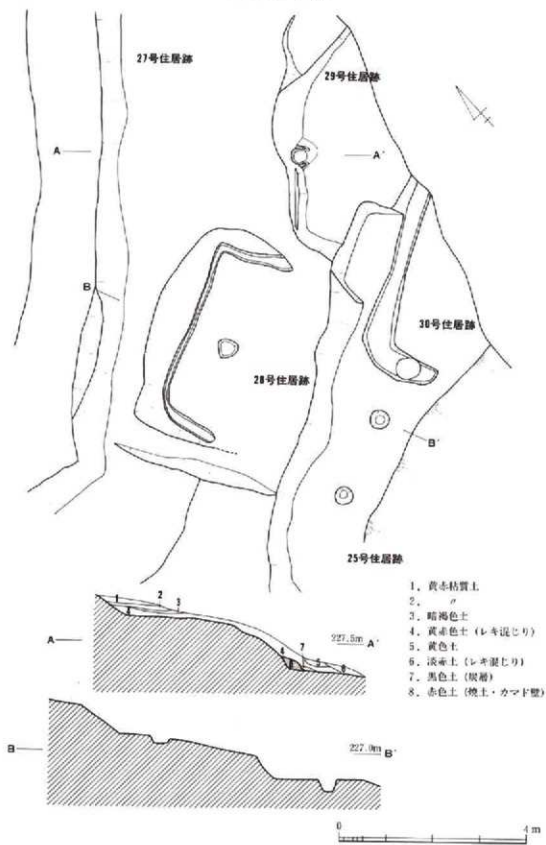 27号住居跡
29号住居跡
A
A'
B
30号住居跡
28号住居跡
B'
25号住居跡
1. 黄赤粘質土
2. 〃
3. 暗褐色土
4. 黄赤色土(レキ混じり)
5. 黄色土
6. 淡赤土(レキ混じり)
7. 黒色土(炭層)
8. 赤色土(焼土・カマド壁)
1
2
3
4
A
227.5m
A'
7
4
5
6
B
227.0m
B'
0
4m